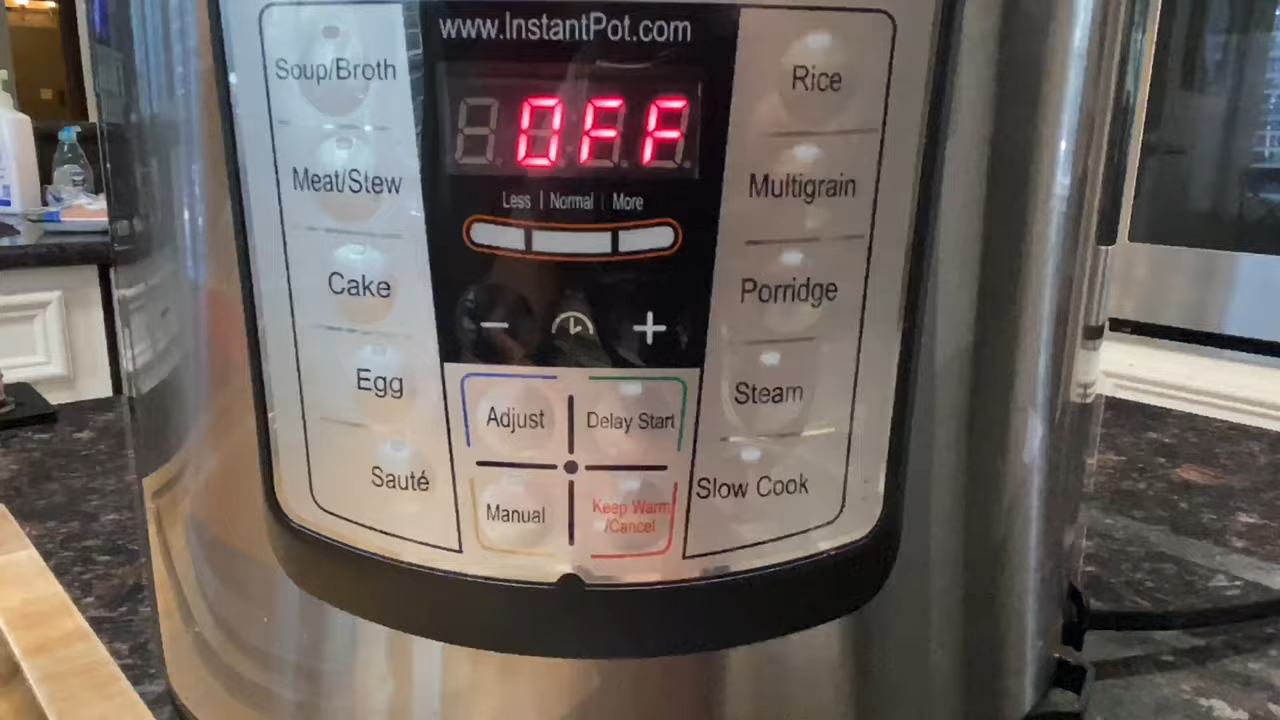 www.InstantPot.com
OFF
Less | Normal | More
Soup/Broth
Meat/Stew
Cake
Egg
Sauté
- +
Adjust
Delay Start
Manual
Keep Warm
/Cancel
Rice
Multigrain
Porridge
Steam
Slow Cook